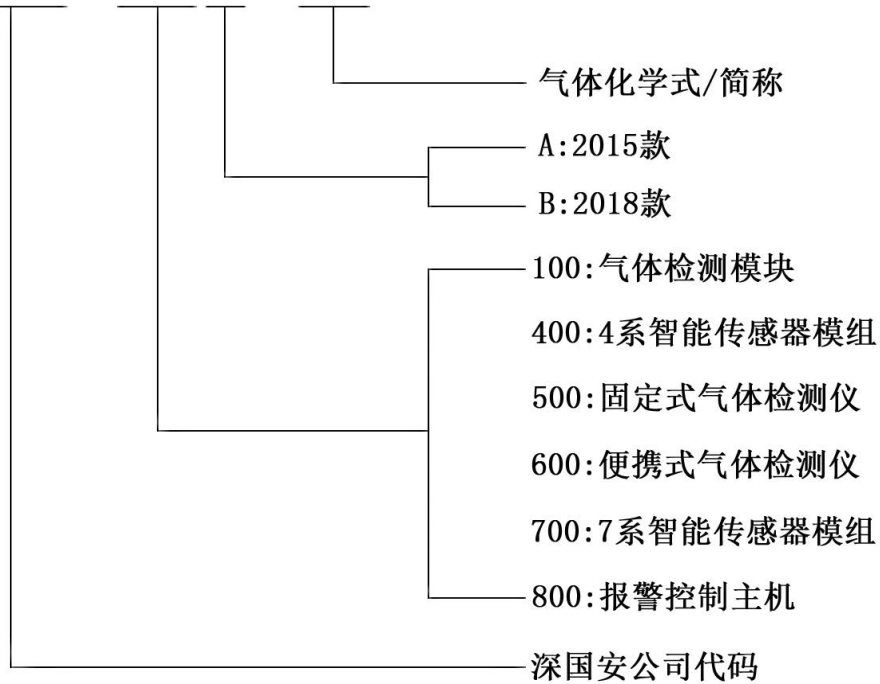 气体化学式/简称
A:2015款
B:2018款
100:气体检测模块
400:4系智能传感器模组
500:固定式气体检测仪
600:便携式气体检测仪
700:7系智能传感器模组
800:报警控制主机
深国安公司代码